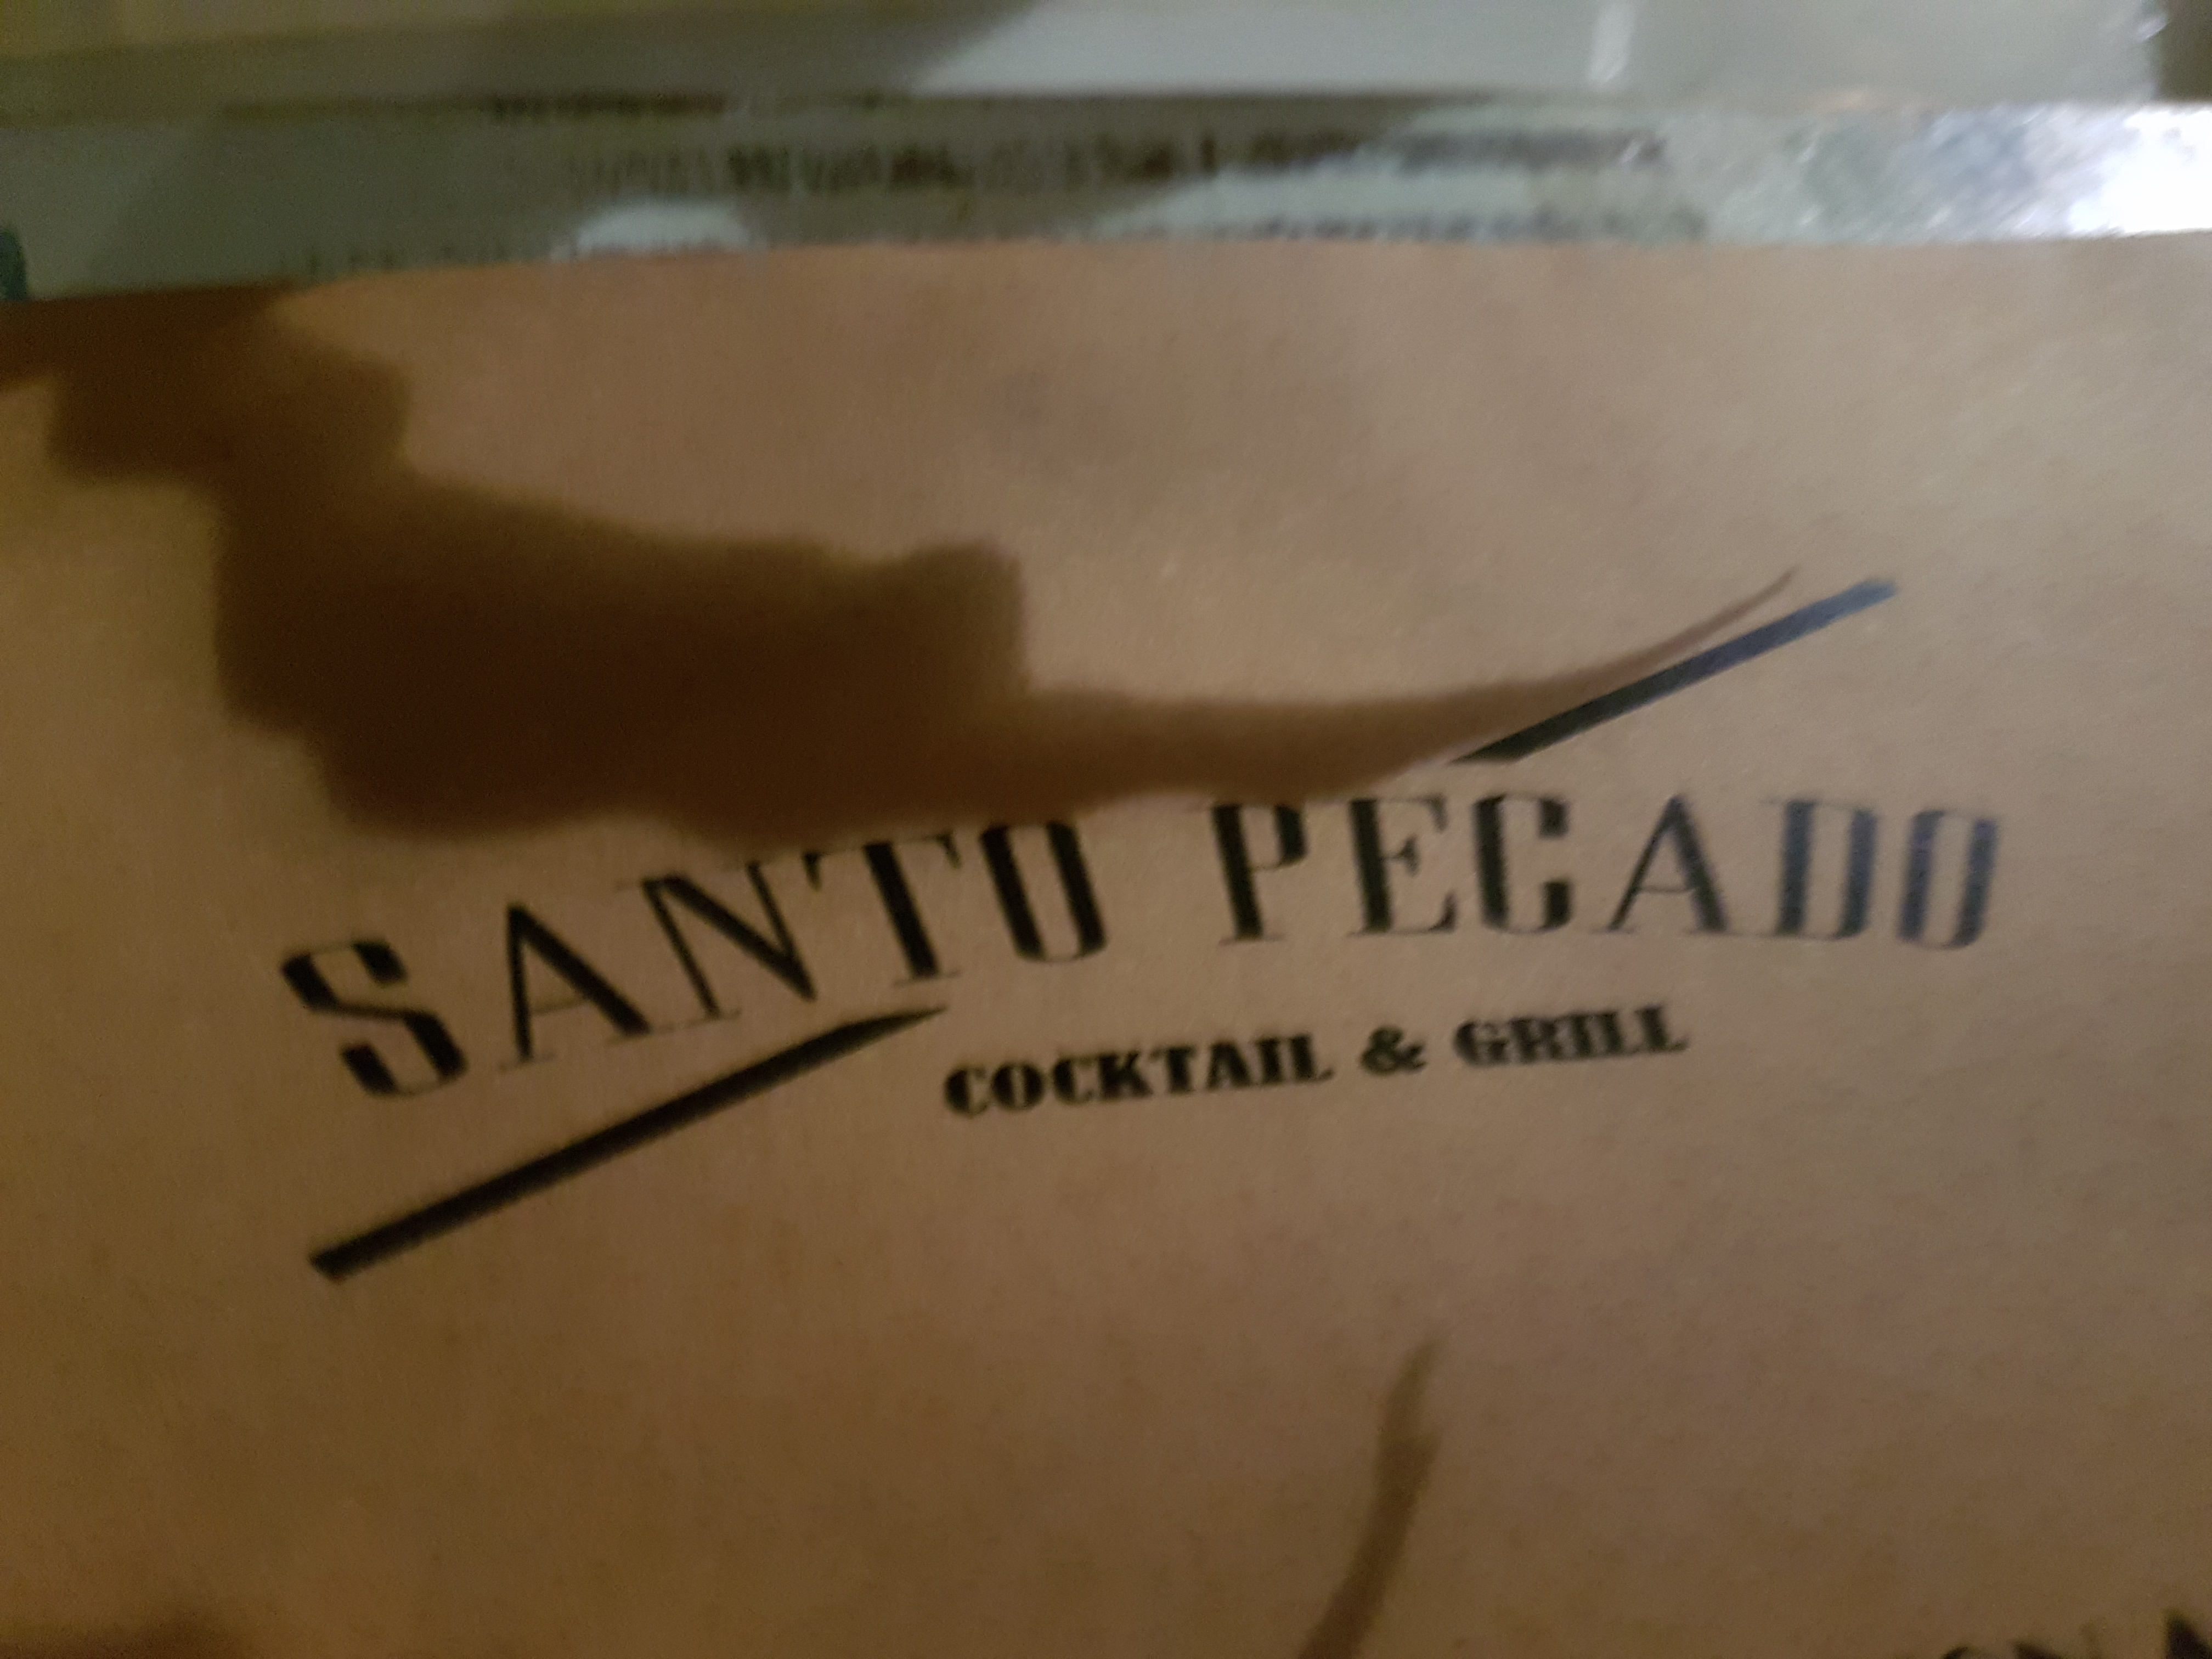 SANTO PECADO
COCKTAIL & GRILL